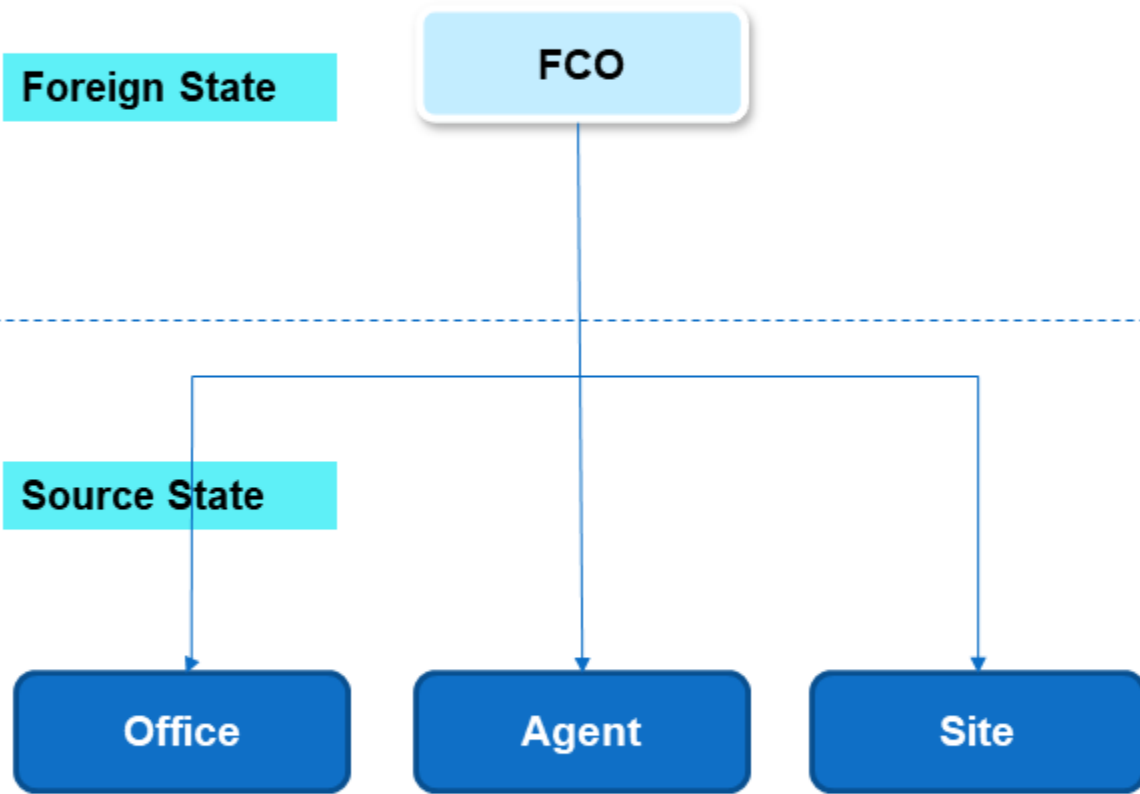 FCO
Foreign State
Source State
Office
Agent
Site